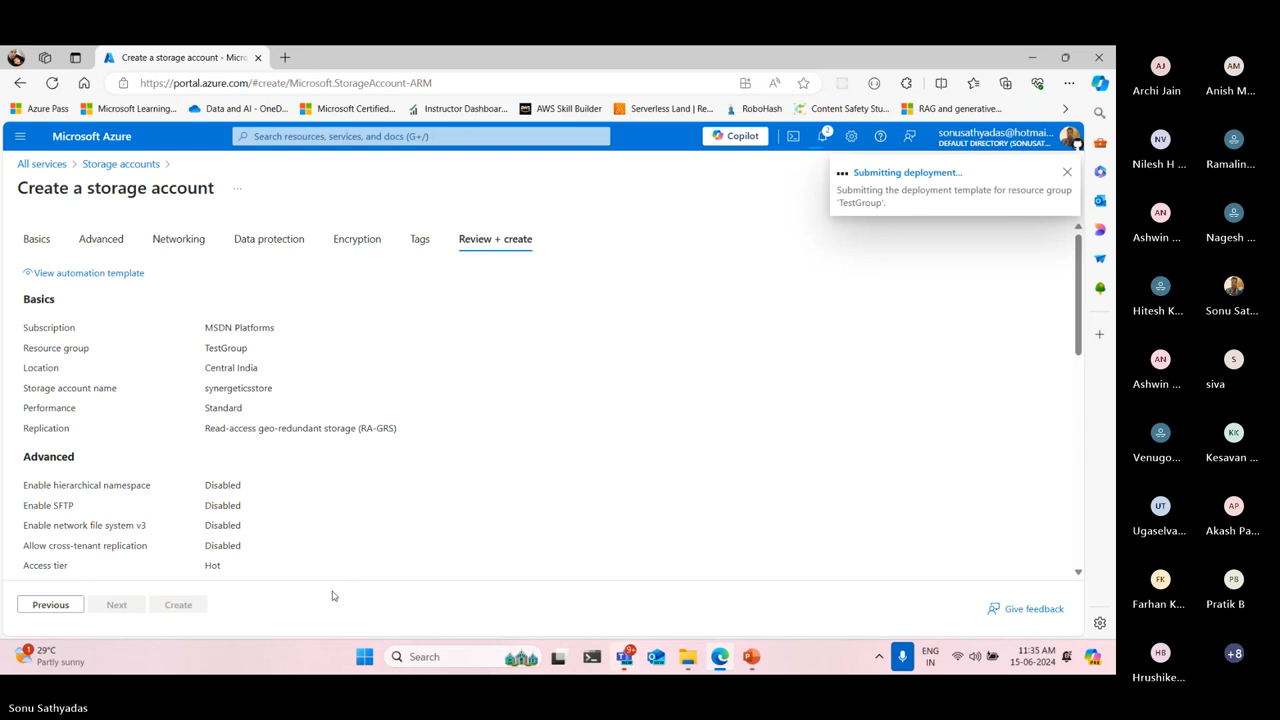 Create a storage account - Micro
https://portal.azure.com/#create/Microsoft.StorageAccount-ARM
Azure Pass
Microsoft Learning...
Data and AI - OneD...
Microsoft Certified...
Instructor Dashboar...
AWS Skill Builder
Serverless Land | Re...
RoboHash
Content Safety Stu...
RAG and generative...
Microsoft Azure
Search resources, services, and docs (G+/)
Copilot
2
sonusathyadas@hotmai...
DEFAULT DIRECTORY (SONUSAT...
All services > Storage accounts >
Create a storage account ...
Submitting deployment...
Submitting the deployment template for resource group
'TestGroup'.
Basics
Advanced
Networking
Data protection
Encryption
Tags
Review + create
View automation template
Basics
Subscription MSDN Platforms
Resource group TestGroup
Location Central India
Storage account name synergeticsstore
Performance Standard
Replication Read-access geo-redundant storage (RA-GRS)
Advanced
Enable hierarchical namespace Disabled
Enable SFTP Disabled
Enable network file system v3 Disabled
Allow cross-tenant replication Disabled
Access tier Hot
Previous
Next
Create
Give feedback
1
29°C
Partly sunny
Search
9+
ENG
IN
11:35 AM
15-06-2024
AJ
Archi Jain
AM
Anish M...
NV
Nilesh H ...
Ramalin...
AN
Ashwin ...
Nagesh ...
Hitesh K...
Sonu Sat...
AN
Ashwin ...
S
siva
Venugo...
KK
Kesavan ...
UT
Ugaselva...
AP
Akash Pa...
FK
Farhan K...
PB
Pratik B
HB
Hrushike...
+8
Sonu Sathyadas